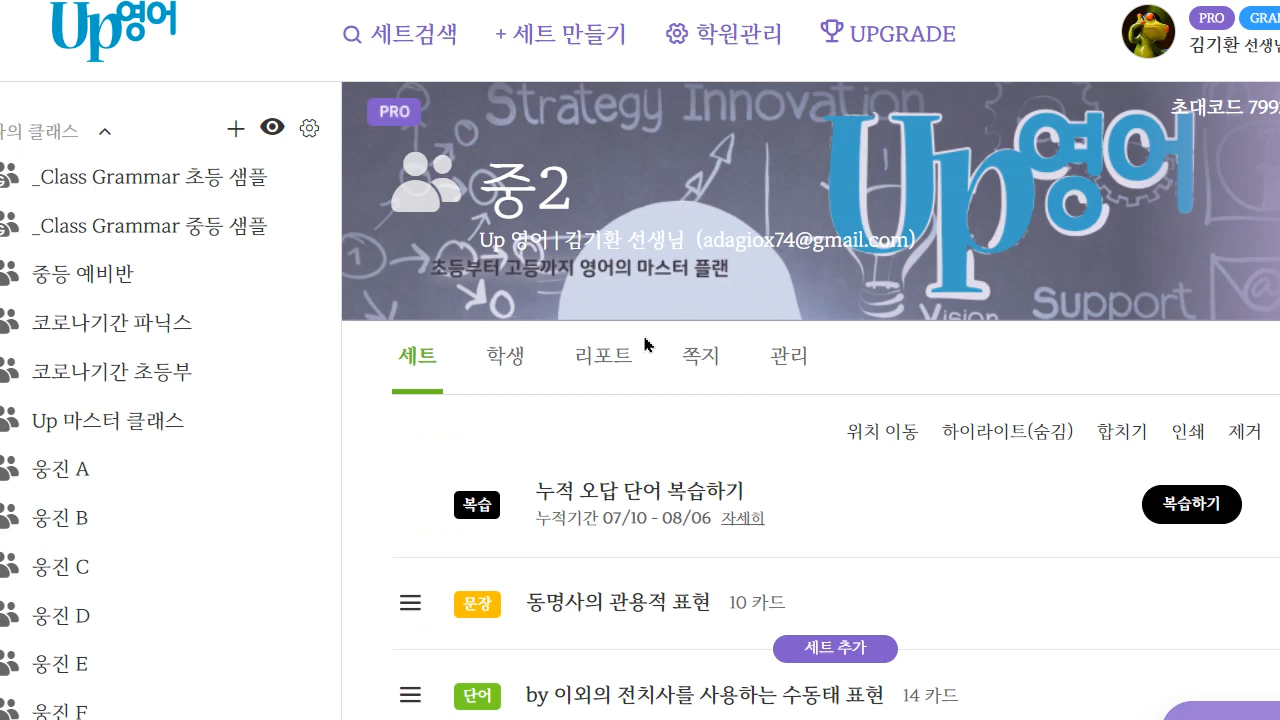 Up영어
세트검색
+ 세트 만들기
학원관리
UPGRADE
PRO
김기환 선생님
나의 클래스
_Class Grammar 초등 샘플
_Class Grammar 중등 샘플
중등 예비반
코로나기간 파닉스
코로나기간 초등부
Up 마스터 클래스
웅진 A
웅진 B
웅진 C
웅진 D
웅진 E
웅진 F
PRO
Strategy Innovation
초대코드
Up영어
중2
Up 영어 | 김기환 선생님 (adagiox74@gmail.com)
초등부터 고등까지 영어의 마스터 플랜
Vision
Support
세트
학생
리포트
쪽지
관리
위치 이동
하이라이트(숨김)
합치기
인쇄
제거
복습
누적 오답 단어 복습하기
누적기간 07/10 - 08/06 자세히
복습하기
문장
동명사의 관용적 표현 10 카드
세트 추가
단어
by 이외의 전치사를 사용하는 수동태 표현 14 카드